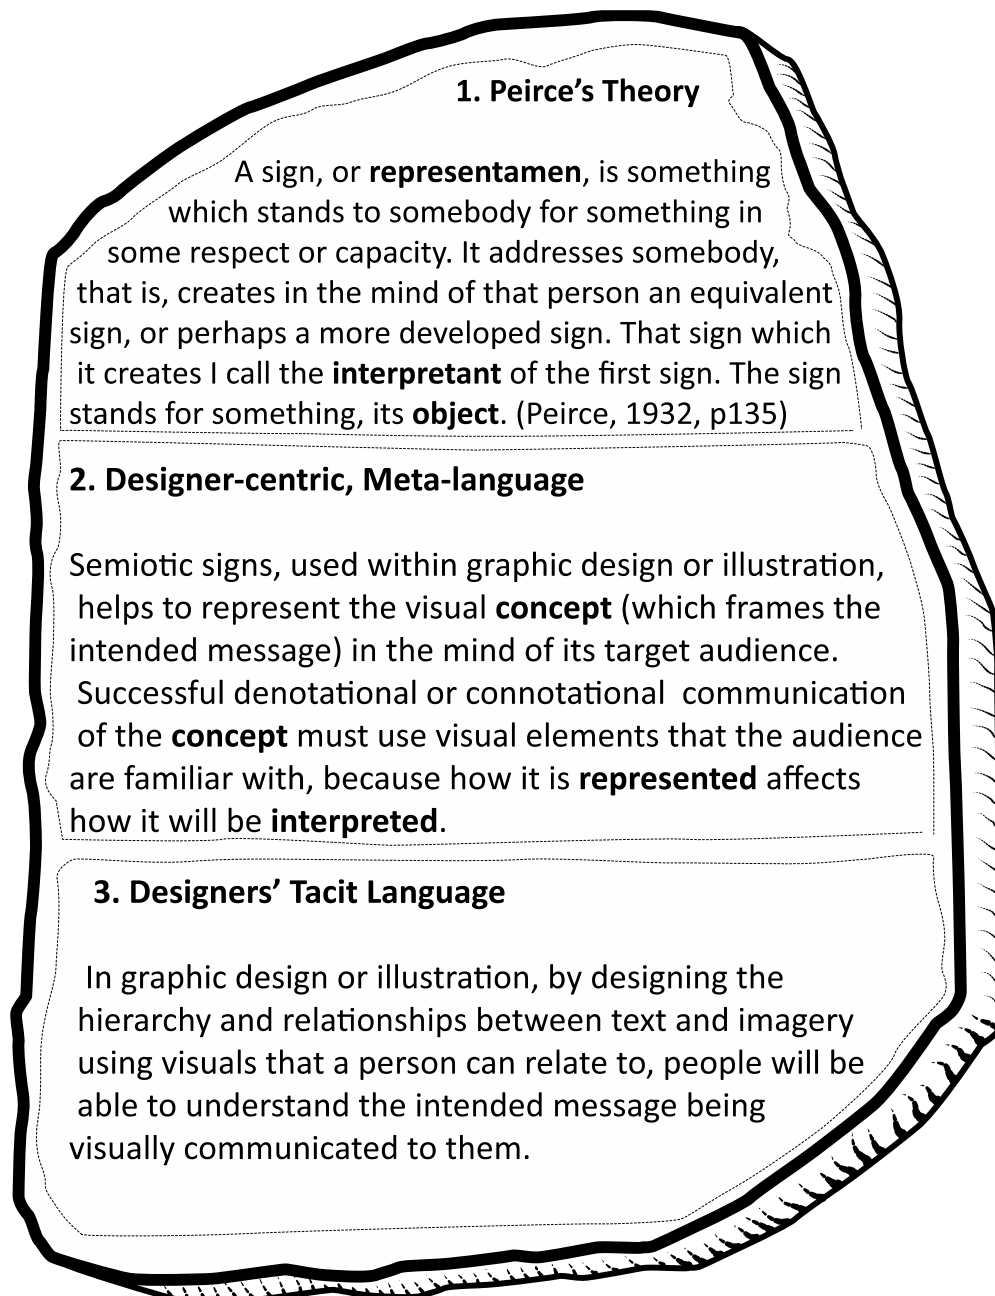 1. Peirce’s Theory
A sign, or representamen, is something
which stands to somebody for something in
some respect or capacity. It addresses somebody,
that is, creates in the mind of that person an equivalent
sign, or perhaps a more developed sign. That sign which
it creates I call the interpretant of the first sign. The sign
stands for something, its object. (Peirce, 1932, p135)
2. Designer-centric, Meta-language
Semiotic signs, used within graphic design or illustration,
helps to represent the visual concept (which frames the
intended message) in the mind of its target audience.
Successful denotational or connotational  communication
of the concept must use visual elements that the audience
are familiar with, because how it is represented affects
how it will be interpreted.
3. Designers’ Tacit Language
In graphic design or illustration, by designing the
hierarchy and relationships between text and imagery
using visuals that a person can relate to, people will be
able to understand the intended message being
visually communicated to them.